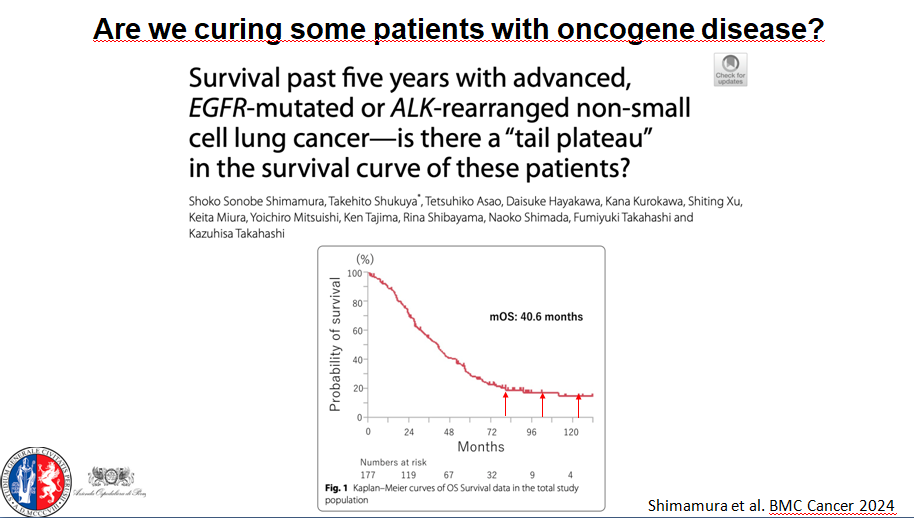 Are we curing some patients with oncogene disease?
Check for
updates
Survival past five years with advanced,
EGFR-mutated or ALK-rearranged non-small
cell lung cancer—is there a “tail plateau”
in the survival curve of these patients?
Shoko Sonobe Shimamura, Takehito Shukuya*, Tetsuhiko Asao, Daisuke Hayakawa, Kana Kurokawa, Shiting Xu,
Keita Miura, Yoichiro Mitsuishi, Ken Tajima, Rina Shibayama, Naoko Shimada, Fumiyuki Takahashi and
Kazuhisa Takahashi
(%)
100
80
60
40
20
0
Probability of survival
mOS: 40.6 months
0 24 48 72 96 120
Months
Numbers at risk
177 119 67 32 9 4
Fig. 1 Kaplan–Meier curves of OS Survival data in the total study
population
Shimamura et al. BMC Cancer 2024